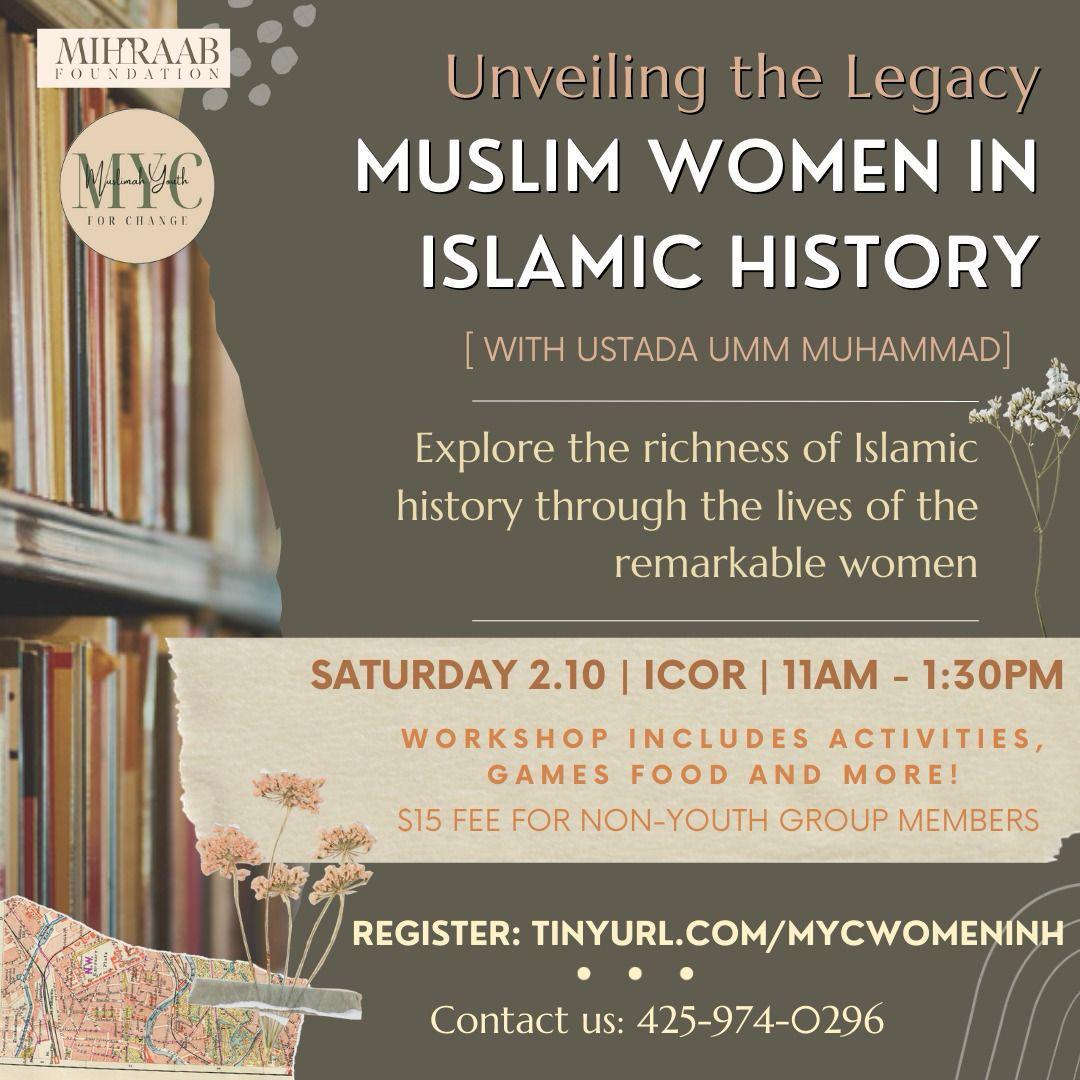 MIHRAAB
FOUNDATION
MYC
Muslimah Youth
FOR CHANGE
Unveiling the Legacy
MUSLIM WOMEN IN
ISLAMIC HISTORY
[ WITH USTADA UMM MUHAMMAD]
Explore the richness of Islamic
history through the lives of the
remarkable women
SATURDAY 2.10 | ICOR | 11AM - 1:30PM
WORKSHOP INCLUDES ACTIVITIES,
GAMES FOOD AND MORE!
$15 FEE FOR NON-YOUTH GROUP MEMBERS
REGISTER: TINYURL.COM/MYCWOMENINH
• • •
Contact us: 425-974-0296